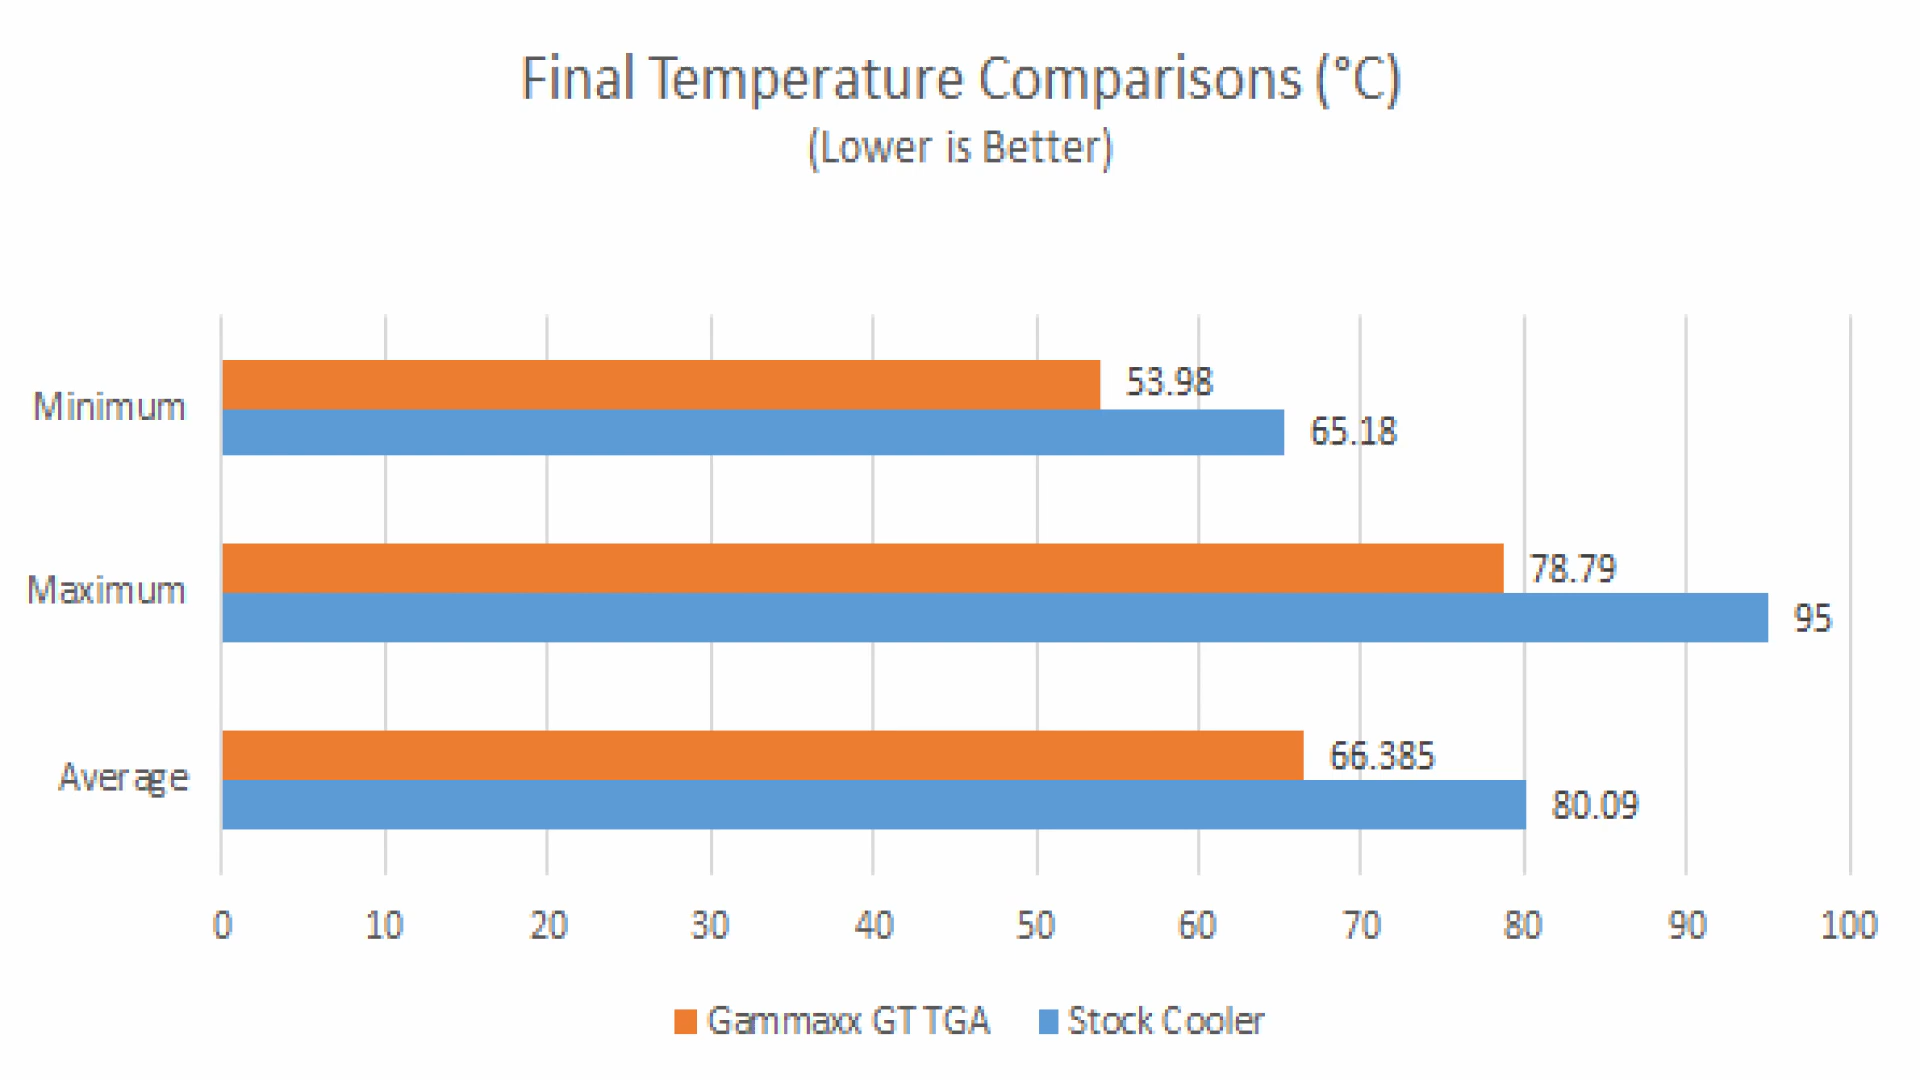 Final Temperature Comparisons (°C)
(Lower is Better)
Minimum
53.98
65.18
Maximum
78.79
95
Average
66.385
80.09
0 10 20 30 40 50 60 70 80 90 100
Gammaxx GT TGA Stock Cooler